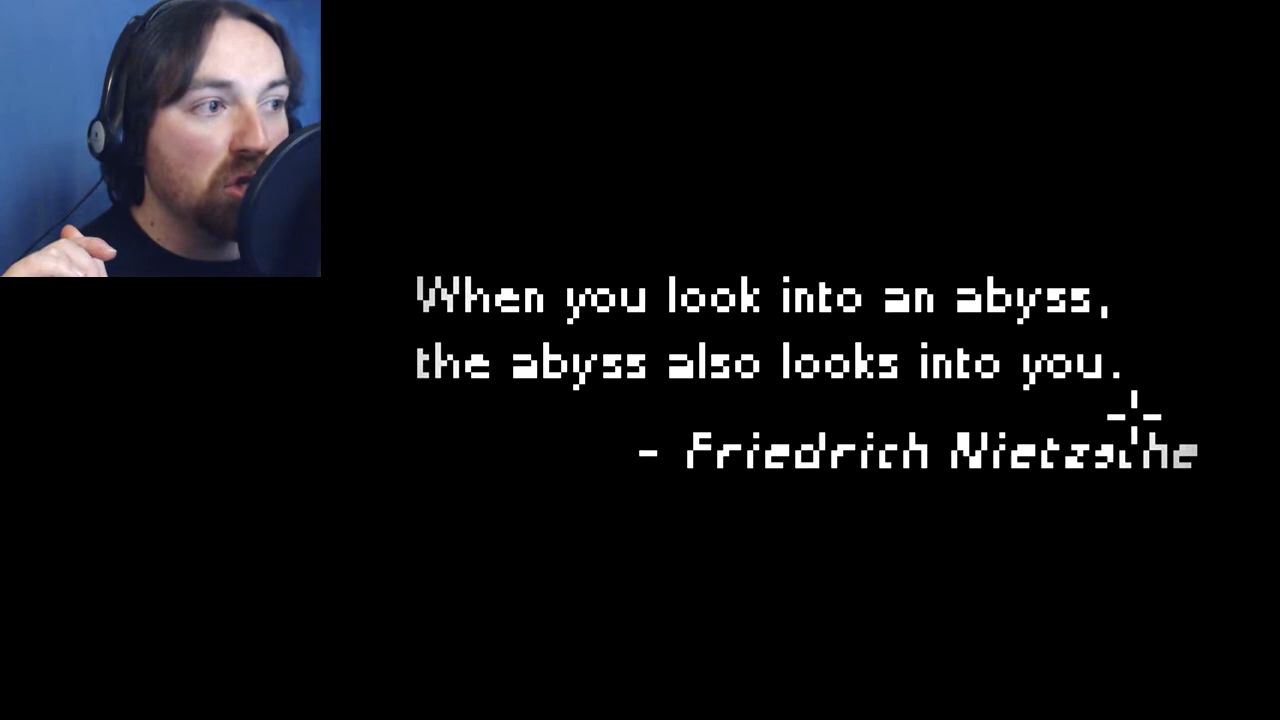 When you look into an abyss,
the abyss also looks into you.
- Friedrich Nietzsche